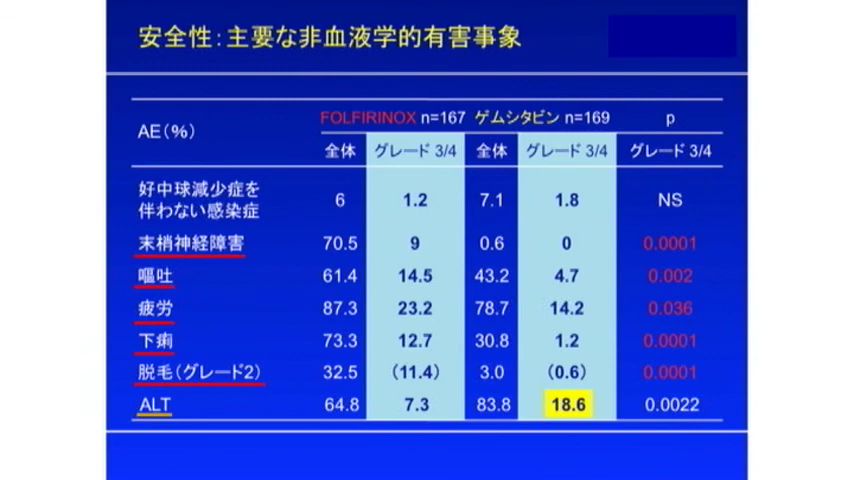 安全性：主要な非血液学的有害事象
AE（%） FOLFIRINOX n=167 ゲムシタビン n=169 p
全体 グレード 3/4 全体 グレード 3/4 グレード 3/4
好中球減少症を
伴わない感染症 6 1.2 7.1 1.8 NS
末梢神経障害 70.5 9 0.6 0 0.0001
嘔吐 61.4 14.5 43.2 4.7 0.002
疲労 87.3 23.2 78.7 14.2 0.036
下痢 73.3 12.7 30.8 1.2 0.0001
脱毛（グレード2） 32.5 （11.4） 3.0 （0.6） 0.0001
ALT 64.8 7.3 83.8 18.6 0.0022